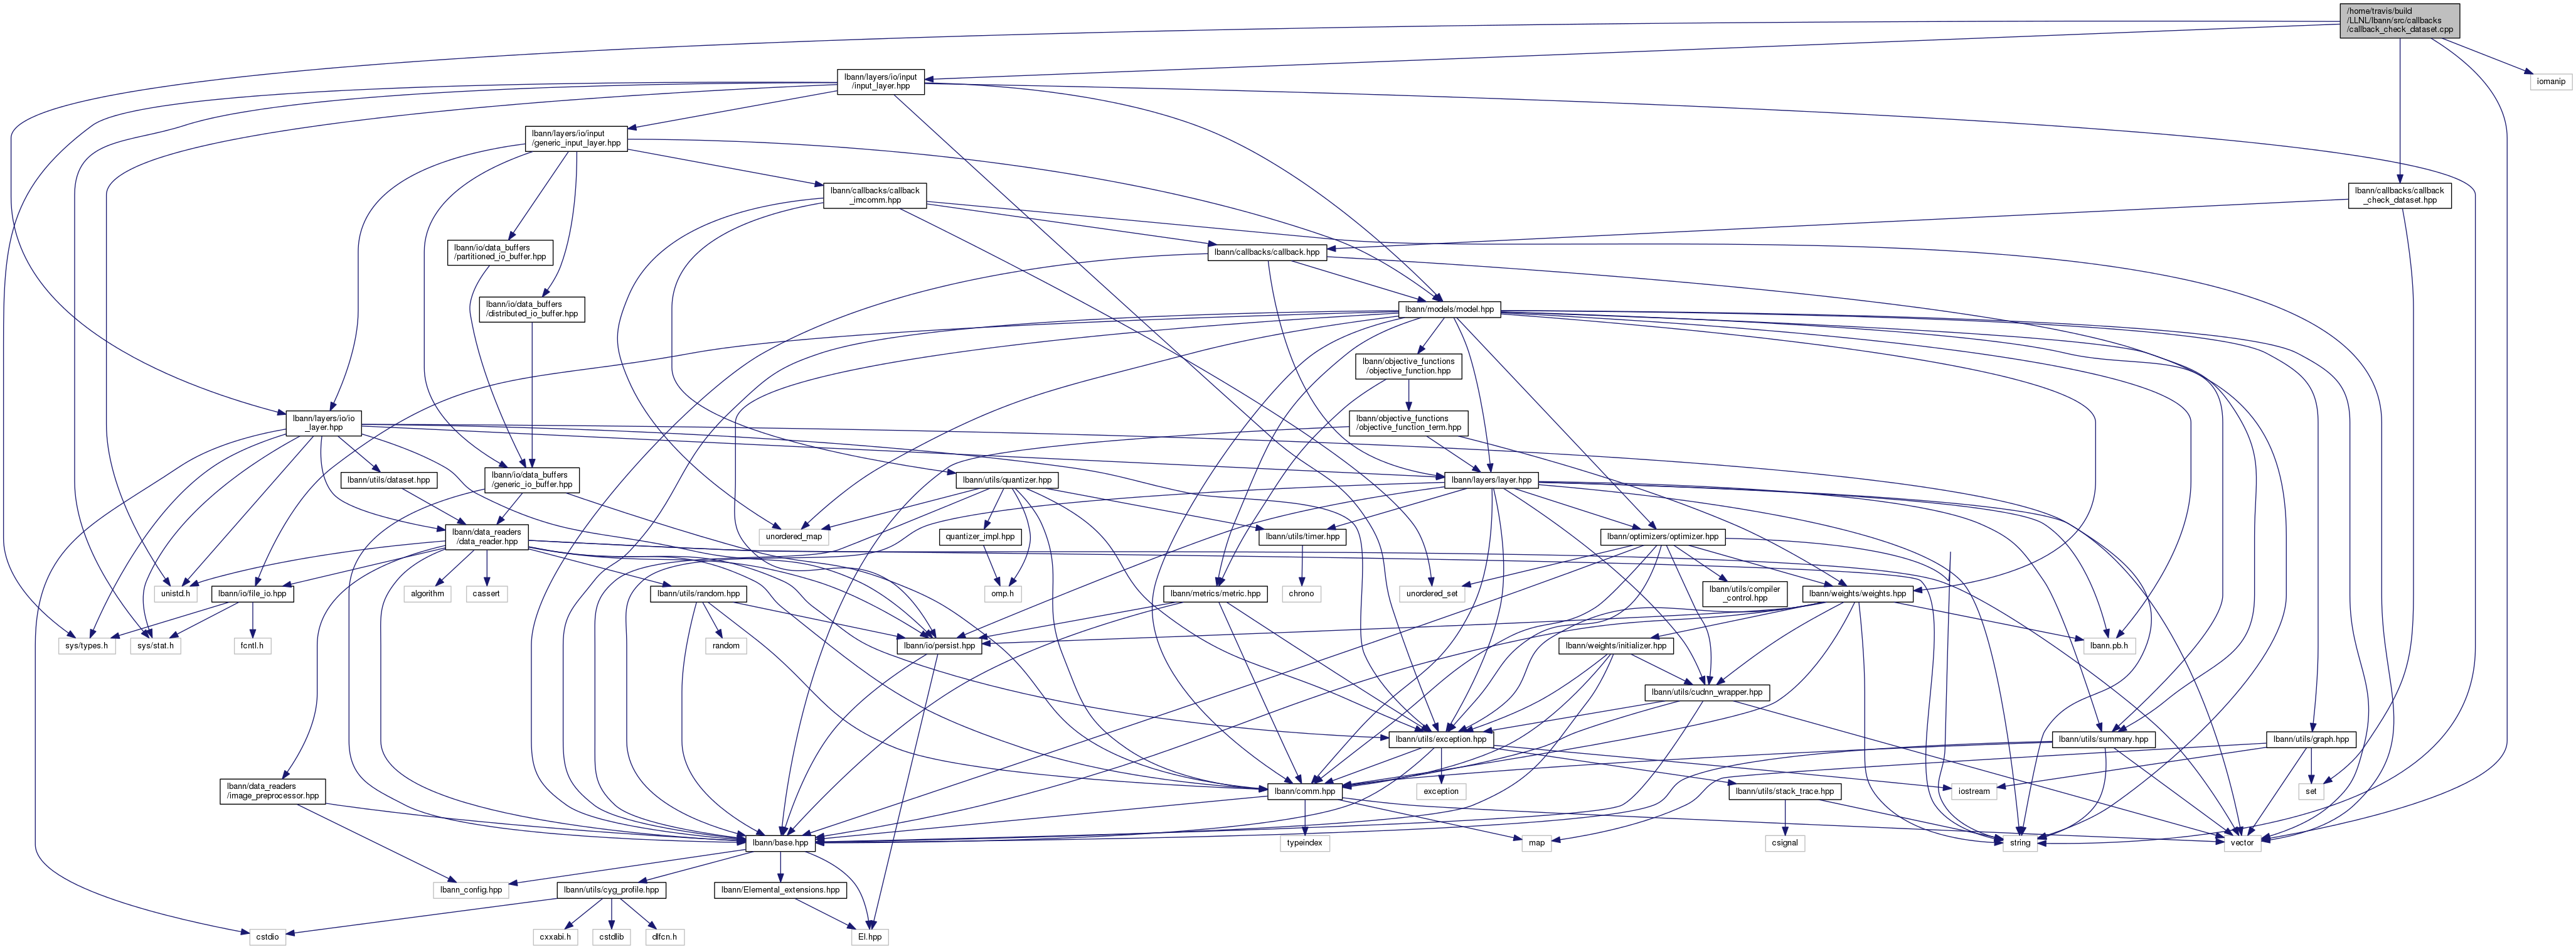 /home/travis/build
/LLNL/lbann/src/callbacks
/callback_check_dataset.cpp
lbann/layers/io/input
/input_layer.hpp
iomanip
lbann/layers/io/input
/generic_input_layer.hpp
lbann/callbacks/callback
_imcomm.hpp
lbann/callbacks/callback
_check_dataset.hpp
lbann/io/data_buffers
/partitioned_io_buffer.hpp
lbann/callbacks/callback.hpp
lbann/io/data_buffers
/distributed_io_buffer.hpp
lbann/models/model.hpp
lbann/objective_functions
/objective_function.hpp
lbann/layers/io/io
_layer.hpp
lbann/objective_functions
/objective_function_term.hpp
lbann/utils/dataset.hpp
lbann/io/data_buffers
/generic_io_buffer.hpp
lbann/utils/quantizer.hpp
lbann/layers/layer.hpp
lbann/data_readers
/data_reader.hpp
unordered_map
quantizer_impl.hpp
lbann/utils/timer.hpp
lbann/optimizers/optimizer.hpp
unistd.h
lbann/io/file_io.hpp
algorithm
cassert
lbann/utils/random.hpp
omp.h
lbann/metrics/metric.hpp
chrono
unordered_set
lbann/utils/compiler
_control.hpp
lbann/weights/weights.hpp
sys/types.h
sys/stat.h
fcntl.h
random
lbann/io/persist.hpp
lbann/weights/initializer.hpp
lbann.pb.h
lbann/utils/cudnn_wrapper.hpp
lbann/utils/exception.hpp
lbann/utils/summary.hpp
lbann/utils/graph.hpp
lbann/data_readers
/image_preprocessor.hpp
lbann/comm.hpp
exception
lbann/utils/stack_trace.hpp
iostream
set
lbann/base.hpp
typeindex
map
csignal
string
vector
lbann_config.hpp
lbann/utils/cyg_profile.hpp
lbann/Elemental_extensions.hpp
cstdio
cxxabi.h
cstdlib
dlfcn.h
El.hpp